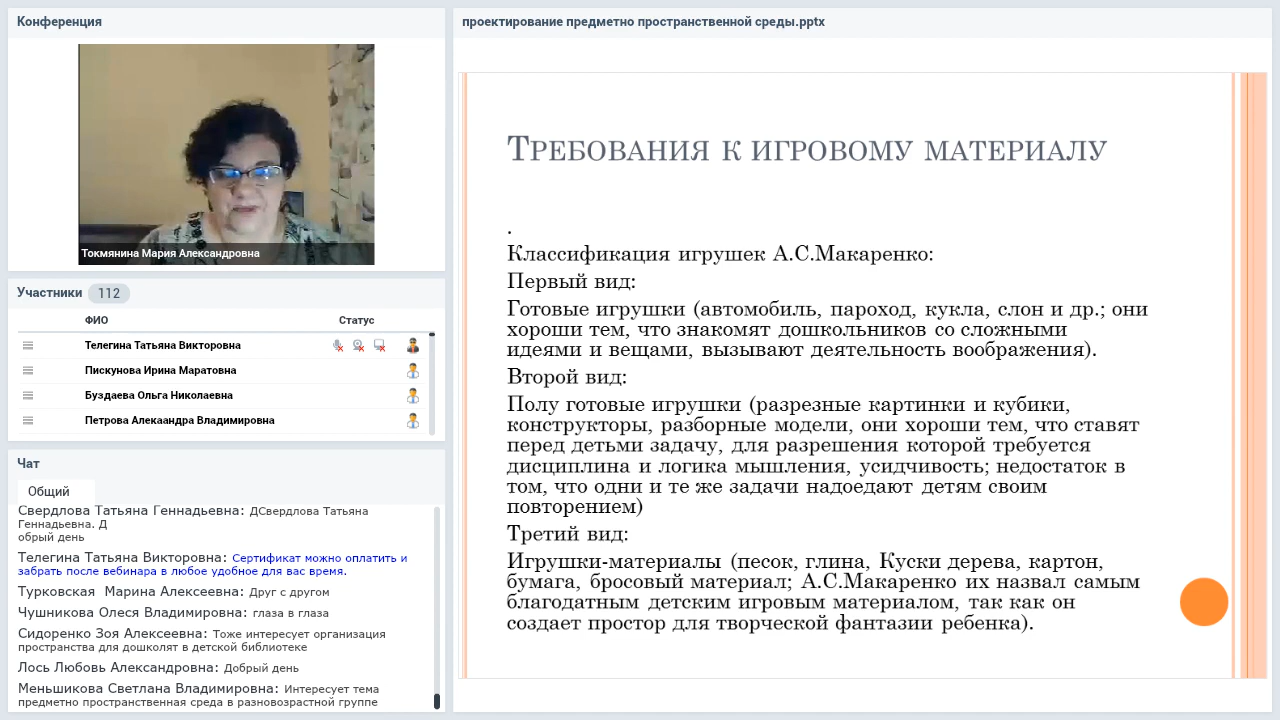 Конференция
Токмянина Мария Александровна
Участники 112
ФИО Статус
Телегина Татьяна Викторовна
Пискунова Ирина Маратовна
Буздаева Ольга Николаевна
Петрова Алекаандра Владимировна
Чат
Общий
Свердлова Татьяна Геннадьевна: ДСвердлова Татьяна
Геннадьевна. Д
обрый день
Телегина Татьяна Викторовна: Сертификат можно оплатить и
забрать после вебинара в любое удобное для вас время.
Турковская Марина Алексеевна: Друг с другом
Чушникова Олеся Владимировна: глаза в глаза
Сидоренко Зоя Алексеевна: Тоже интересует организация
пространства для дошколят в детской библиотеке
Лось Любовь Александровна: Добрый день
Меньшикова Светлана Владимировна: Интересует тема
предметно пространственная среда в разновозрастной группе
проектирование предметно пространственной среды.pptx
Требования к игровому материалу
.
Классификация игрушек А.С.Макаренко:
Первый вид:
Готовые игрушки (автомобиль, пароход, кукла, слон и др.; они
хороши тем, что знакомят дошкольников со сложными
идеями и вещами, вызывают деятельность воображения).
Второй вид:
Полу готовые игрушки (разрезные картинки и кубики,
конструкторы, разборные модели, они хороши тем, что ставят
перед детьми задачу, для разрешения которой требуется
дисциплина и логика мышления, усидчивость; недостаток в
том, что одни и те же задачи надоедают детям своим
повторением)
Третий вид:
Игрушки-материалы (песок, глина, Куски дерева, картон,
бумага, бросовый материал; А.С.Макаренко их назвал самым
благодатным детским игровым материалом, так как он
создает простор для творческой фантазии ребенка).